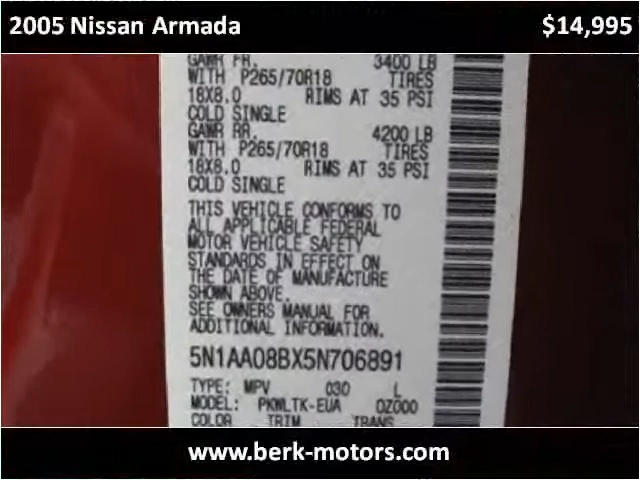 2005 Nissan Armada $14,995
GAWR FR. 3400 LB
WITH P265/70R18 TIRES
18X8.0 RIMS AT 35 PSI
COLD SINGLE
GAWR RR. 4200 LB
WITH P265/70R18 TIRES
18X8.0 RIMS AT 35 PSI
COLD SINGLE
THIS VEHICLE CONFORMS TO
ALL APPLICABLE FEDERAL
MOTOR VEHICLE SAFETY
STANDARDS IN EFFECT ON
THE DATE OF MANUFACTURE
SHOWN ABOVE.
SEE OWNERS MANUAL FOR
ADDITIONAL INFORMATION.
5N1AA08BX5N706891
TYPE: MPV 030 L
MODEL: PKWLTK-EUA OZ000
COLOR TRIM TRANS
www.berk-motors.com